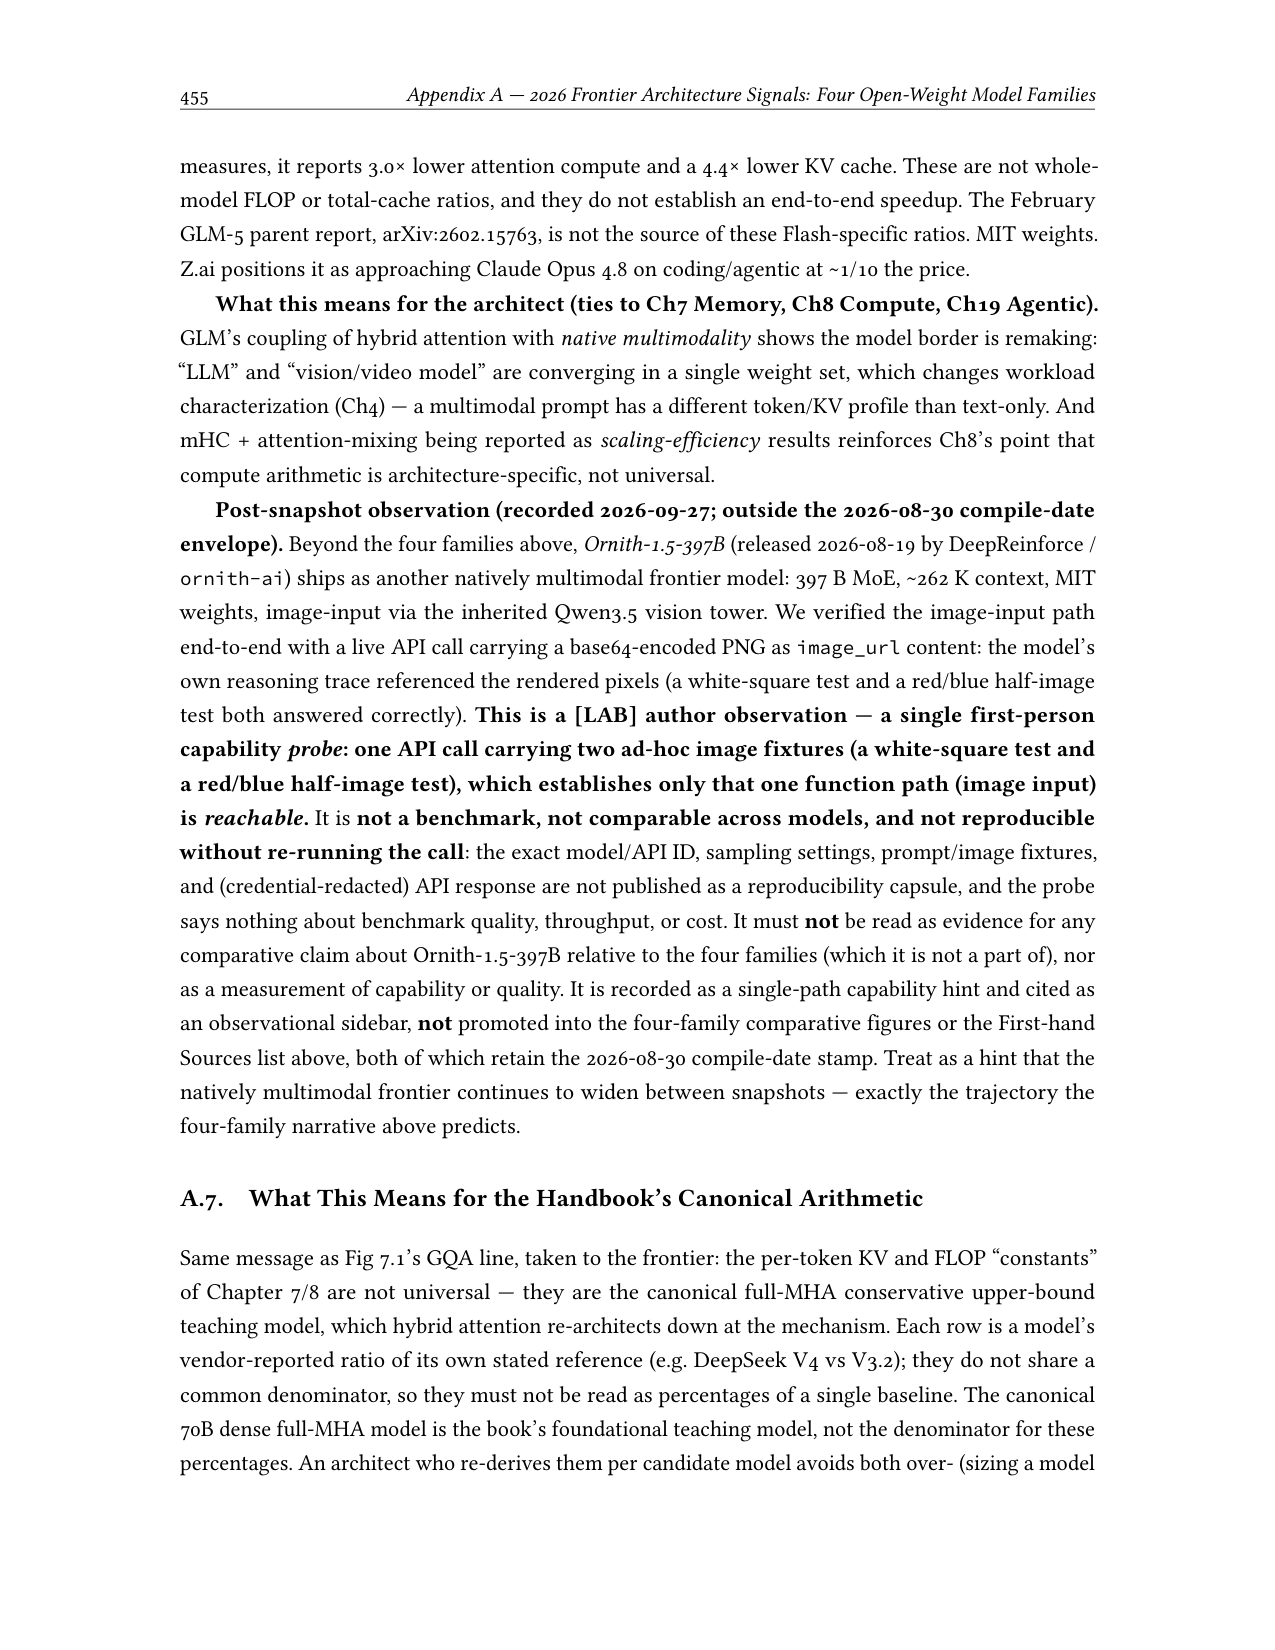 455
Appendix A — 2026 Frontier Architecture Signals: Four Open-Weight Model Families
measures, it reports 3.0× lower attention compute and a 4.4× lower KV cache. These are not whole-
model FLOP or total-cache ratios, and they do not establish an end-to-end speedup. The February
GLM-5 parent report, arXiv:2602.15763, is not the source of these Flash-specific ratios. MIT weights.
Z.ai positions it as approaching Claude Opus 4.8 on coding/agentic at ~1/10 the price.
What this means for the architect (ties to Ch7 Memory, Ch8 Compute, Ch19 Agentic).
GLM's coupling of hybrid attention with native multimodality shows the model border is remaking:
“LLM” and “vision/video model” are converging in a single weight set, which changes workload
characterization (Ch4) — a multimodal prompt has a different token/KV profile than text-only. And
mHC + attention-mixing being reported as scaling-efficiency results reinforces Ch8's point that
compute arithmetic is architecture-specific, not universal.
Post-snapshot observation (recorded 2026-09-27; outside the 2026-08-30 compile-date
envelope). Beyond the four families above, Ornith-1.5-397B (released 2026-08-19 by DeepReinforce /
ornith-ai) ships as another natively multimodal frontier model: 397 B MoE, ~262 K context, MIT
weights, image-input via the inherited Qwen3.5 vision tower. We verified the image-input path
end-to-end with a live API call carrying a base64-encoded PNG as image_url content: the model's
own reasoning trace referenced the rendered pixels (a white-square test and a red/blue half-image
test both answered correctly). This is a [LAB] author observation — a single first-person
capability probe: one API call carrying two ad-hoc image fixtures (a white-square test and
a red/blue half-image test), which establishes only that one function path (image input)
is reachable. It is not a benchmark, not comparable across models, and not reproducible
without re-running the call: the exact model/API ID, sampling settings, prompt/image fixtures,
and (credential-redacted) API response are not published as a reproducibility capsule, and the probe
says nothing about benchmark quality, throughput, or cost. It must not be read as evidence for any
comparative claim about Ornith-1.5-397B relative to the four families (which it is not a part of), nor
as a measurement of capability or quality. It is recorded as a single-path capability hint and cited as
an observational sidebar, not promoted into the four-family comparative figures or the First-hand
Sources list above, both of which retain the 2026-08-30 compile-date stamp. Treat as a hint that the
natively multimodal frontier continues to widen between snapshots — exactly the trajectory the
four-family narrative above predicts.
A.7. What This Means for the Handbook's Canonical Arithmetic
Same message as Fig 7.1's GQA line, taken to the frontier: the per-token KV and FLOP “constants”
of Chapter 7/8 are not universal — they are the canonical full-MHA conservative upper-bound
teaching model, which hybrid attention re-architects down at the mechanism. Each row is a model's
vendor-reported ratio of its own stated reference (e.g. DeepSeek V4 vs V3.2); they do not share a
common denominator, so they must not be read as percentages of a single baseline. The canonical
70B dense full-MHA model is the book's foundational teaching model, not the denominator for these
percentages. An architect who re-derives them per candidate model avoids both over- (sizing a model